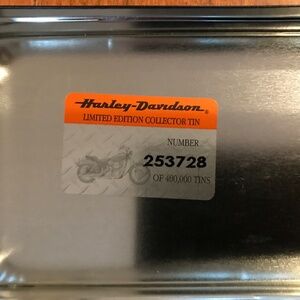 Harley-Davidson®
LIMITED EDITION COLLECTOR TIN
NUMBER
253728
OF 400,000 TINS